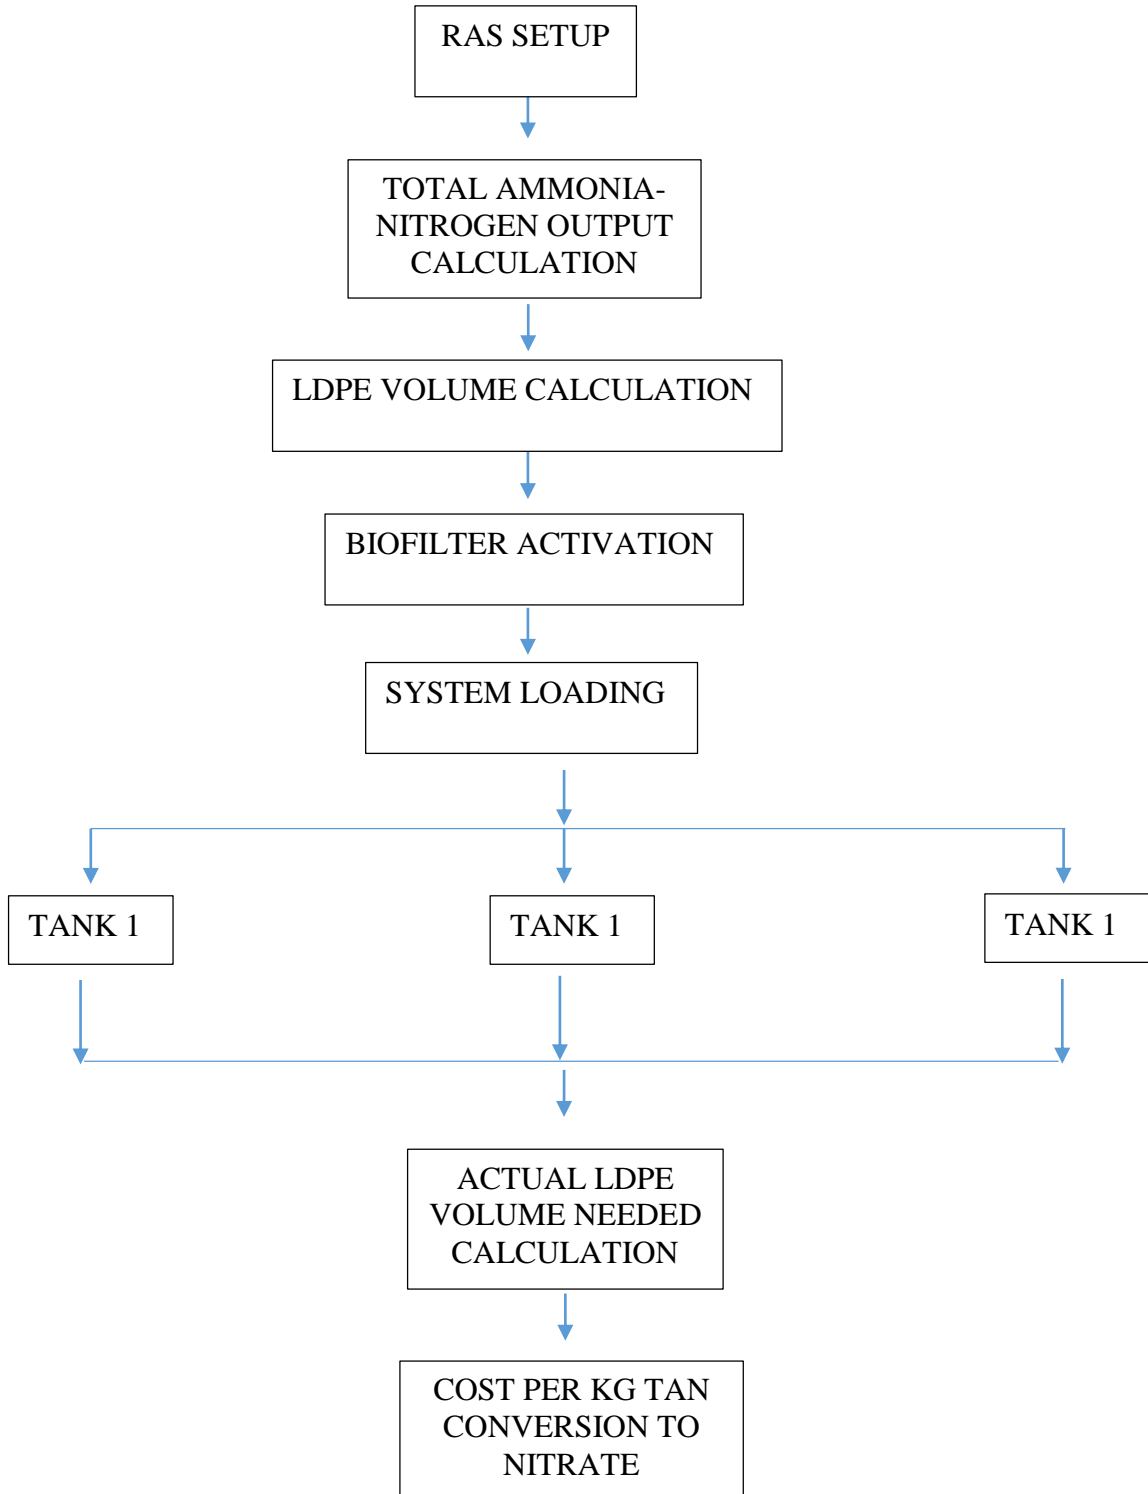 RAS SETUP
TOTAL AMMONIA-
NITROGEN OUTPUT
CALCULATION
LDPE VOLUME CALCULATION
BIOFILTER ACTIVATION
SYSTEM LOADING
TANK 1
TANK 1
TANK 1
ACTUAL LDPE
VOLUME NEEDED
CALCULATION
COST PER KG TAN
CONVERSION TO
NITRATE